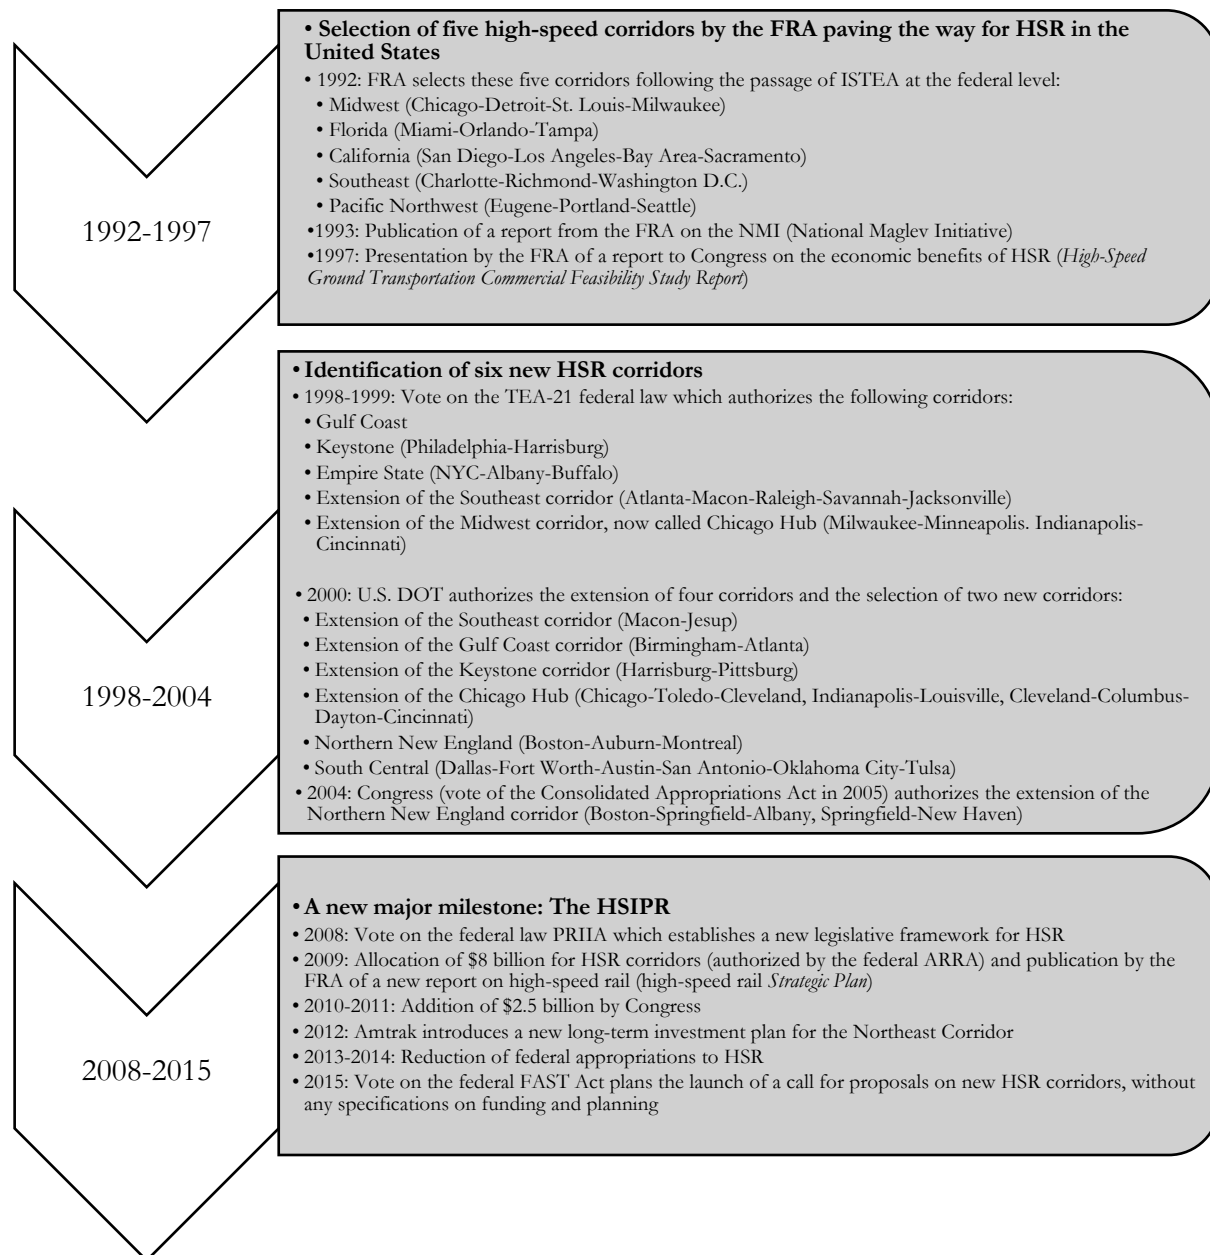 • Selection of five high-speed corridors by the FRA paving the way for HSR in the
United States
• 1992: FRA selects these five corridors following the passage of ISTEA at the federal level:
• Midwest (Chicago-Detroit-St. Louis-Milwaukee)
• Florida (Miami-Orlando-Tampa)
• California (San Diego-Los Angeles-Bay Area-Sacramento)
• Southeast (Charlotte-Richmond-Washington D.C.)
• Pacific Northwest (Eugene-Portland-Seattle)
•1993: Publication of a report from the FRA on the NMI (National Maglev Initiative)
•1997: Presentation by the FRA of a report to Congress on the economic benefits of HSR (High-Speed
Ground Transportation Commercial Feasibility Study Report)
1992-1997
• Identification of six new HSR corridors
• 1998-1999: Vote on the TEA-21 federal law which authorizes the following corridors:
• Gulf Coast
• Keystone (Philadelphia-Harrisburg)
• Empire State (NYC-Albany-Buffalo)
• Extension of the Southeast corridor (Atlanta-Macon-Raleigh-Savannah-Jacksonville)
• Extension of the Midwest corridor, now called Chicago Hub (Milwaukee-Minneapolis. Indianapolis-
Cincinnati)
• 2000: U.S. DOT authorizes the extension of four corridors and the selection of two new corridors:
• Extension of the Southeast corridor (Macon-Jesup)
• Extension of the Gulf Coast corridor (Birmingham-Atlanta)
• Extension of the Keystone corridor (Harrisburg-Pittsburg)
• Extension of the Chicago Hub (Chicago-Toledo-Cleveland, Indianapolis-Louisville, Cleveland-Columbus-
Dayton-Cincinnati)
• Northern New England (Boston-Auburn-Montreal)
• South Central (Dallas-Fort Worth-Austin-San Antonio-Oklahoma City-Tulsa)
• 2004: Congress (vote of the Consolidated Appropriations Act in 2005) authorizes the extension of the
Northern New England corridor (Boston-Springfield-Albany, Springfield-New Haven)
1998-2004
• A new major milestone: The HSIPR
• 2008: Vote on the federal law PRIIA which establishes a new legislative framework for HSR
• 2009: Allocation of $8 billion for HSR corridors (authorized by the federal ARRA) and publication by the
FRA of a new report on high-speed rail (high-speed rail Strategic Plan)
• 2010-2011: Addition of $2.5 billion by Congress
• 2012: Amtrak introduces a new long-term investment plan for the Northeast Corridor
• 2013-2014: Reduction of federal appropriations to HSR
• 2015: Vote on the federal FAST Act plans the launch of a call for proposals on new HSR corridors, without
any specifications on funding and planning
2008-2015